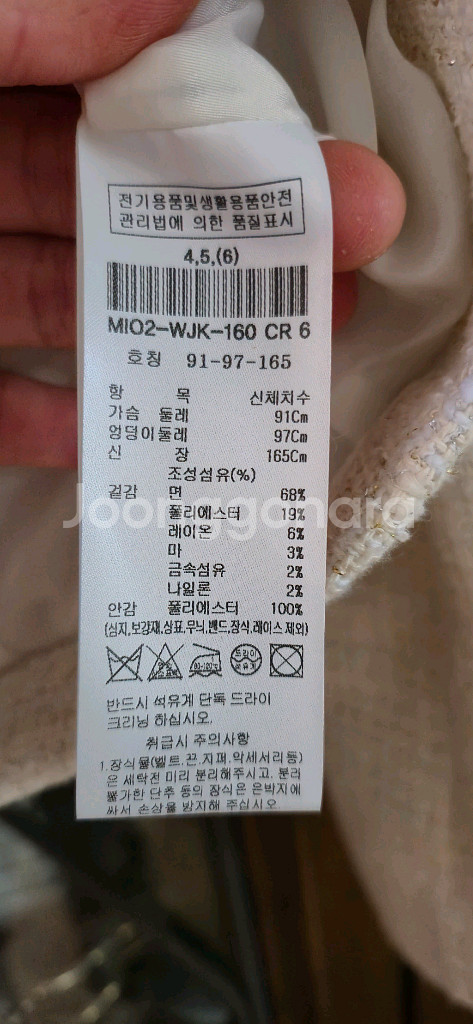 전기용품및생활용품안전
관리법에 의한 품질표시
4,5,(6)
MIO2-WJK-160 CR 6
호칭 91-97-165
항 목 신체치수
가슴 둘레 91Cm
엉덩이둘레 97Cm
신 장 165Cm
조성섬유(%)
겉감 면 68%
폴리에스터 19%
레이온 6%
마 3%
금속섬유 2%
나일론 2%
안감 폴리에스터 100%
(심지,보강재,상표,무늬,밴드,장식,레이스 제외)
80~120℃
드라이
석유계
반드시 석유계 단독 드라이
크리닝 하십시오.
취급시 주의사항
1.장식물(벨트.끈.지퍼.악세서리등)
은 세탁전 미리 분리해주시고. 분리
불가한 단추 등의 장식은 은박지에
싸서 손상을 방지해 주십시오.
Joonggonara